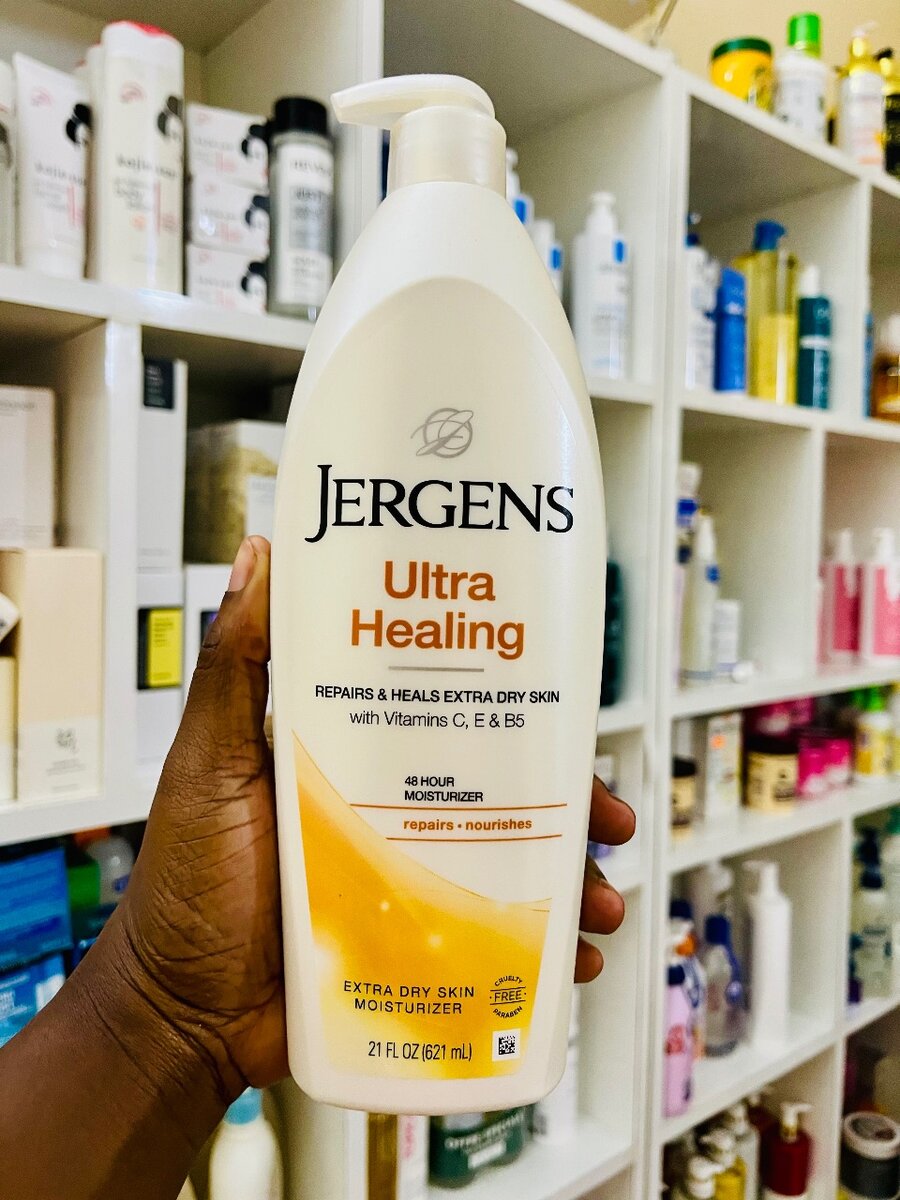 JERGENS
Ultra
Healing
REPAIRS & HEALS EXTRA DRY SKIN
with Vitamins C, E & B5
48 HOUR
MOISTURIZER
repairs • nourishes
EXTRA DRY SKIN
MOISTURIZER
CRUELTY
FREE
PARABEN
21 FL OZ (621 mL)